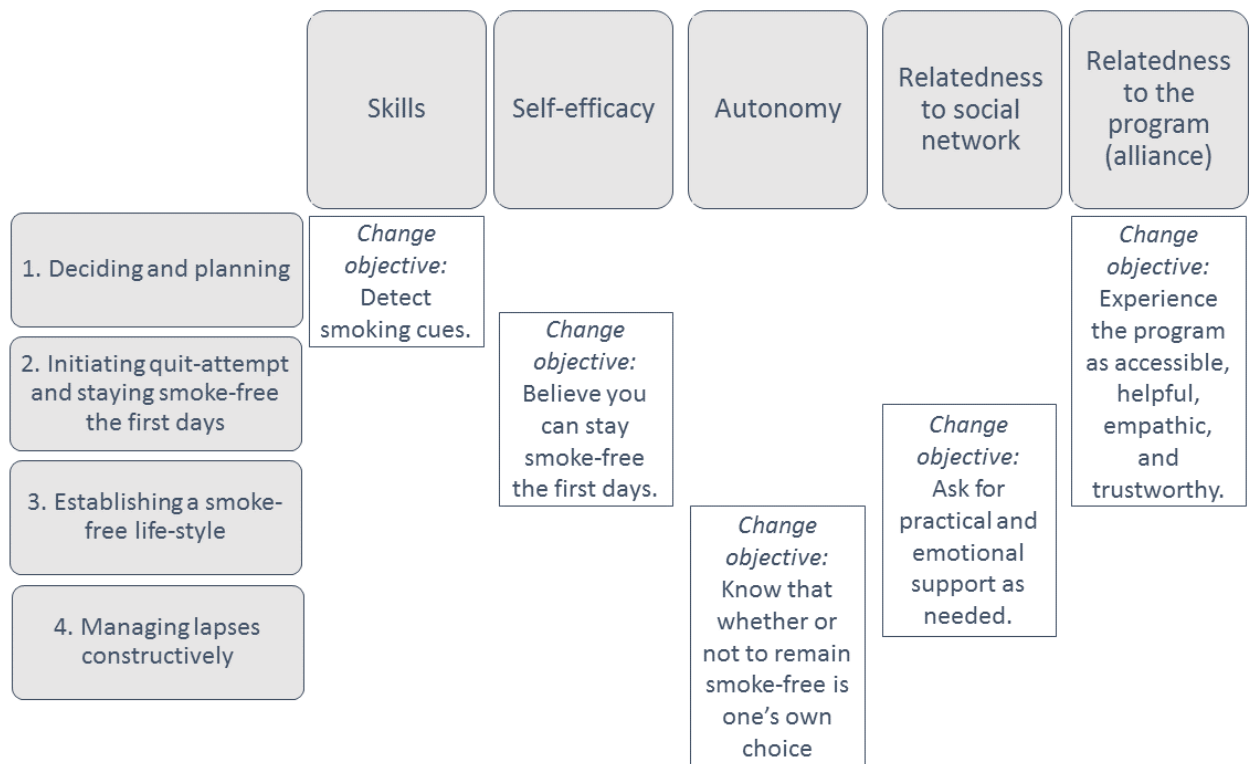 Skills
Self-efficacy
Autonomy
Relatedness
to social
network
Relatedness
to the
program
(alliance)
1. Deciding and planning
2. Initiating quit-attempt
and staying smoke-free
the first days
3. Establishing a smoke-
free life-style
4. Managing lapses
constructively
Change
objective:
Detect
smoking cues.
Change
objective:
Believe you
can stay
smoke-free
the first days.
Change
objective:
Know that
whether or
not to remain
smoke-free is
one’s own
choice
Change
objective:
Ask for
practical and
emotional
support as
needed.
Change
objective:
Experience
the program
as accessible,
helpful,
empathic,
and
trustworthy.